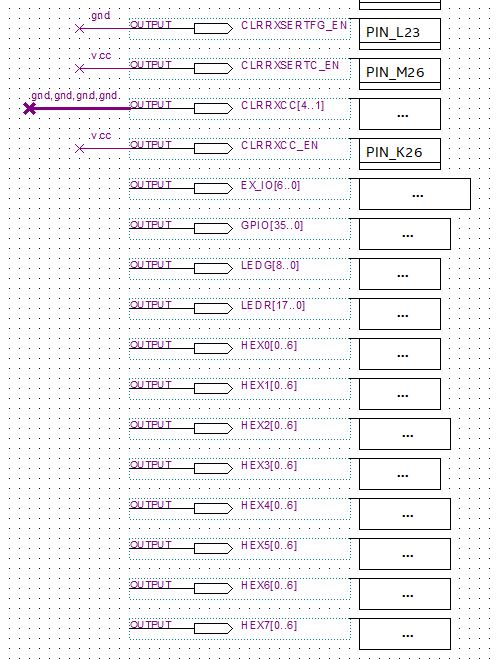 gnd OUTPUT CLRRXSERTFG_EN PIN_L23
vcc OUTPUT CLRRXSERTC_EN PIN_M26
gnd,gnd,gnd,gnd OUTPUT CLRRXCC[4..1] ...
vcc OUTPUT CLRRXCC_EN PIN_K26
OUTPUT EX_IO[6..0] ...
OUTPUT GPIO[35..0] ...
OUTPUT LEDG[8..0] ...
OUTPUT LEDR[17..0] ...
OUTPUT HEX0[0..6] ...
OUTPUT HEX1[0..6] ...
OUTPUT HEX2[0..6] ...
OUTPUT HEX3[0..6] ...
OUTPUT HEX4[0..6] ...
OUTPUT HEX5[0..6] ...
OUTPUT HEX6[0..6] ...
OUTPUT HEX7[0..6] ...